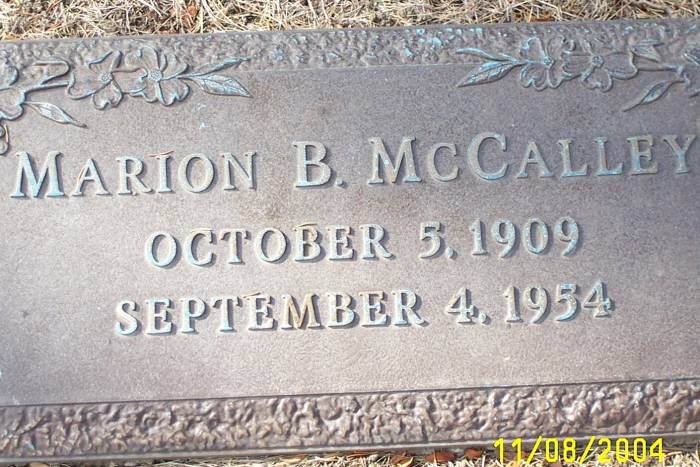 MARION B. MCCALLEY
OCTOBER 5, 1909
SEPTEMBER 4, 1954
11/08/2004